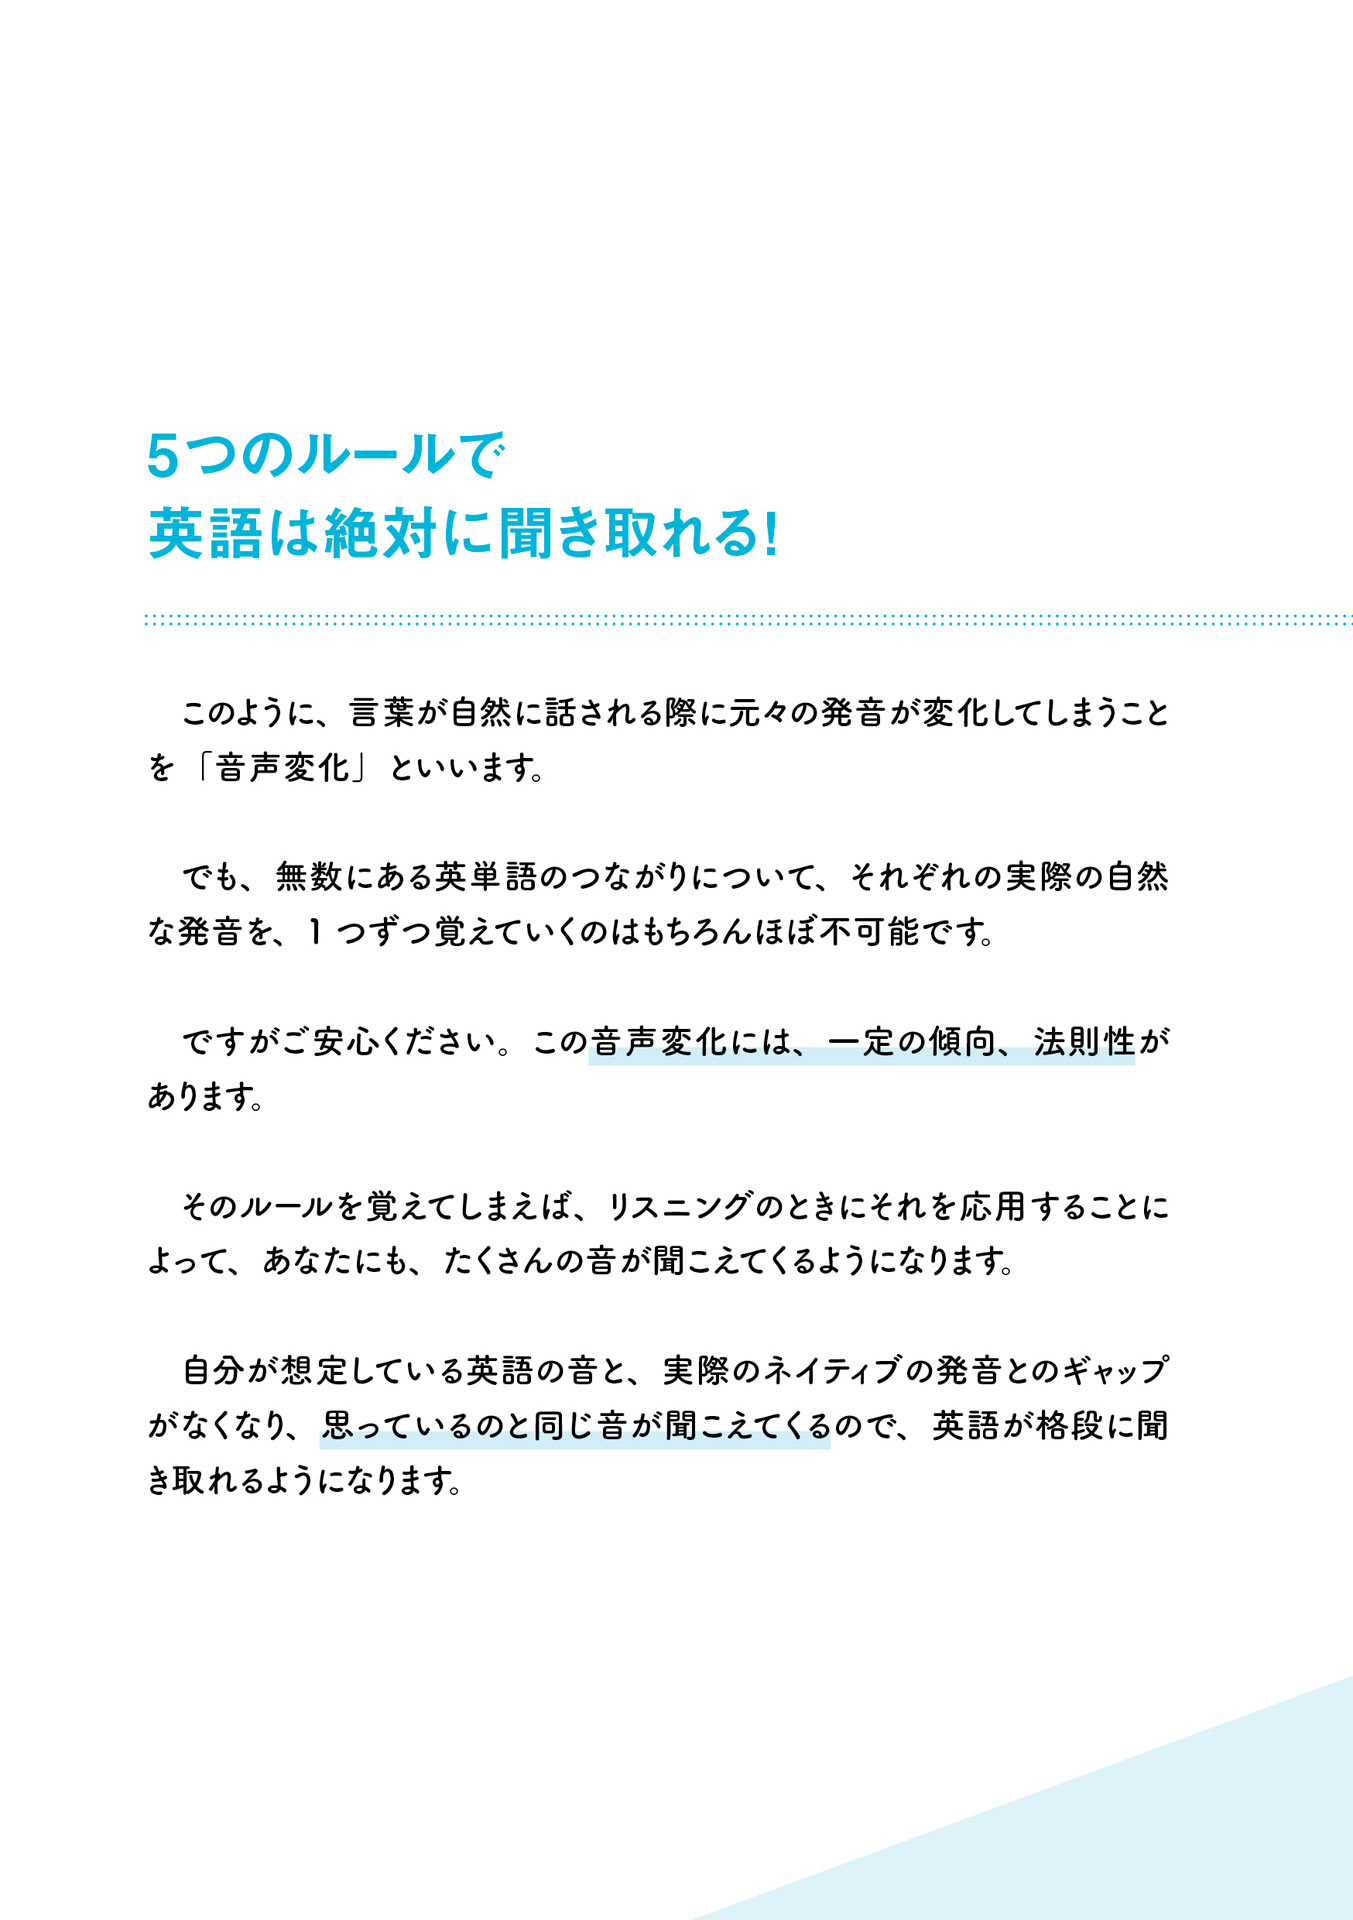 5つのルールで
英語は絶対に聞き取れる！
このように、言葉が自然に話される際に元々の発音が変化してしまうこと
を「音声変化」といいます。
でも、無数にある英単語のつながりについて、それぞれの実際の自然
な発音を、1つずつ覚えていくのはもちろんほぼ不可能です。
ですがご安心ください。この音声変化には、一定の傾向、法則性が
あります。
そのルールを覚えてしまえば、リスニングのときにそれを応用することに
よって、あなたにも、たくさんの音が聞こえてくるようになります。
自分が想定している英語の音と、実際のネイティブの発音とのギャップ
がなくなり、思っているのと同じ音が聞こえてくるので、英語が格段に聞
き取れるようになります。